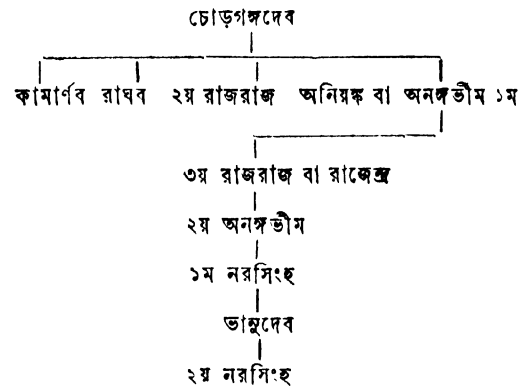 চোড়গঙ্গদেব
কামার্ণব রাঘব ২য় রাজরাজ অনিয়ঙ্ক বা অনঙ্গভীম ১ম
৩য় রাজরাজ বা রাজেন্দ্র
২য় অনঙ্গভীম
১ম নরসিংহ
ভানুদেব
২য় নরসিংহ